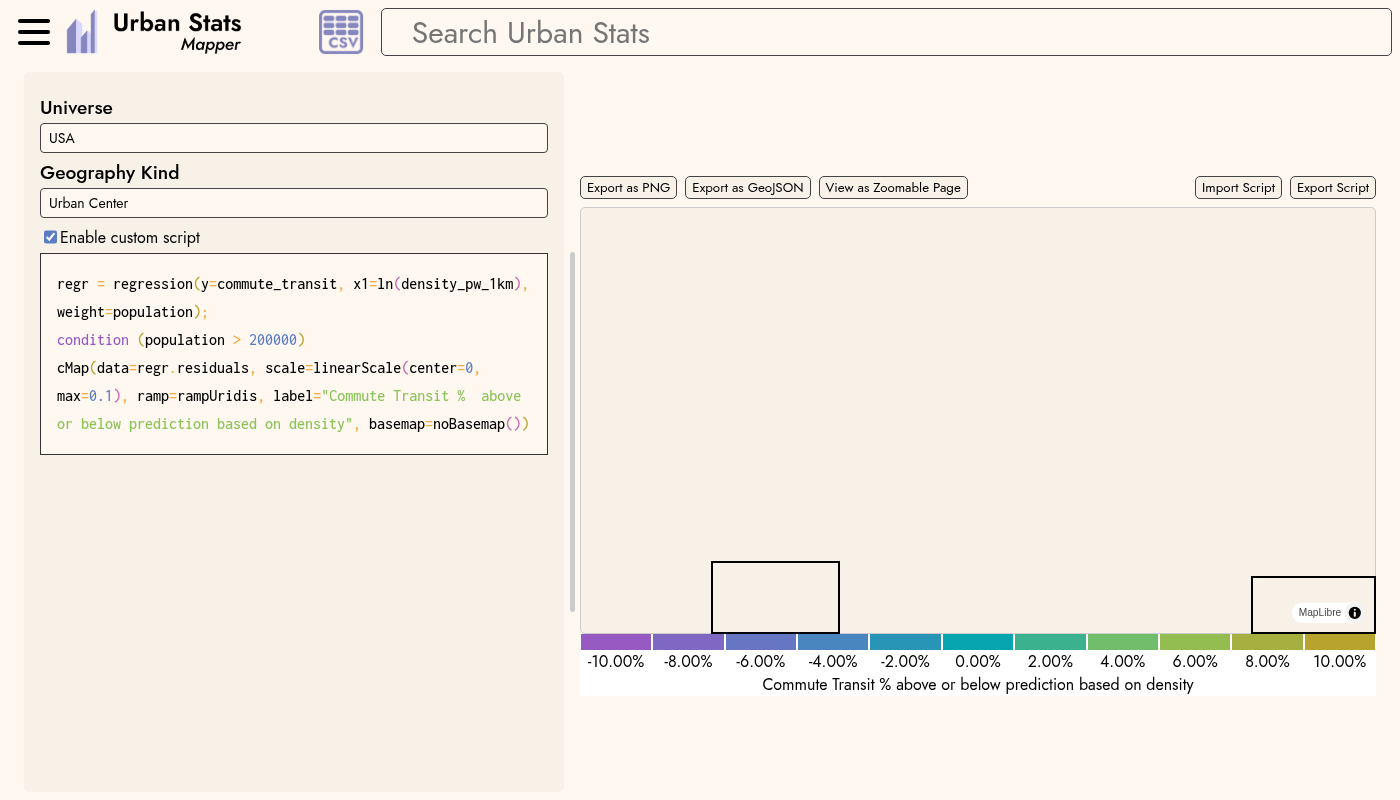 Urban Stats
Mapper
CSV
Search Urban Stats
Universe
USA
Geography Kind
Urban Center
Enable custom script
regr = regression(y=commute_transit, x1=ln(density_pw_1km),
weight=population);
condition (population > 200000)
cMap(data=regr.residuals, scale=linearScale(center=0,
max=0.1), ramp=rampUridis, label="Commute Transit %  above
or below prediction based on density", basemap=noBasemap())
Export as PNG
Export as GeoJSON
View as Zoomable Page
Import Script
Export Script
MapLibre
-10.00% -8.00% -6.00% -4.00% -2.00% 0.00% 2.00% 4.00% 6.00% 8.00% 10.00%
Commute Transit % above or below prediction based on density